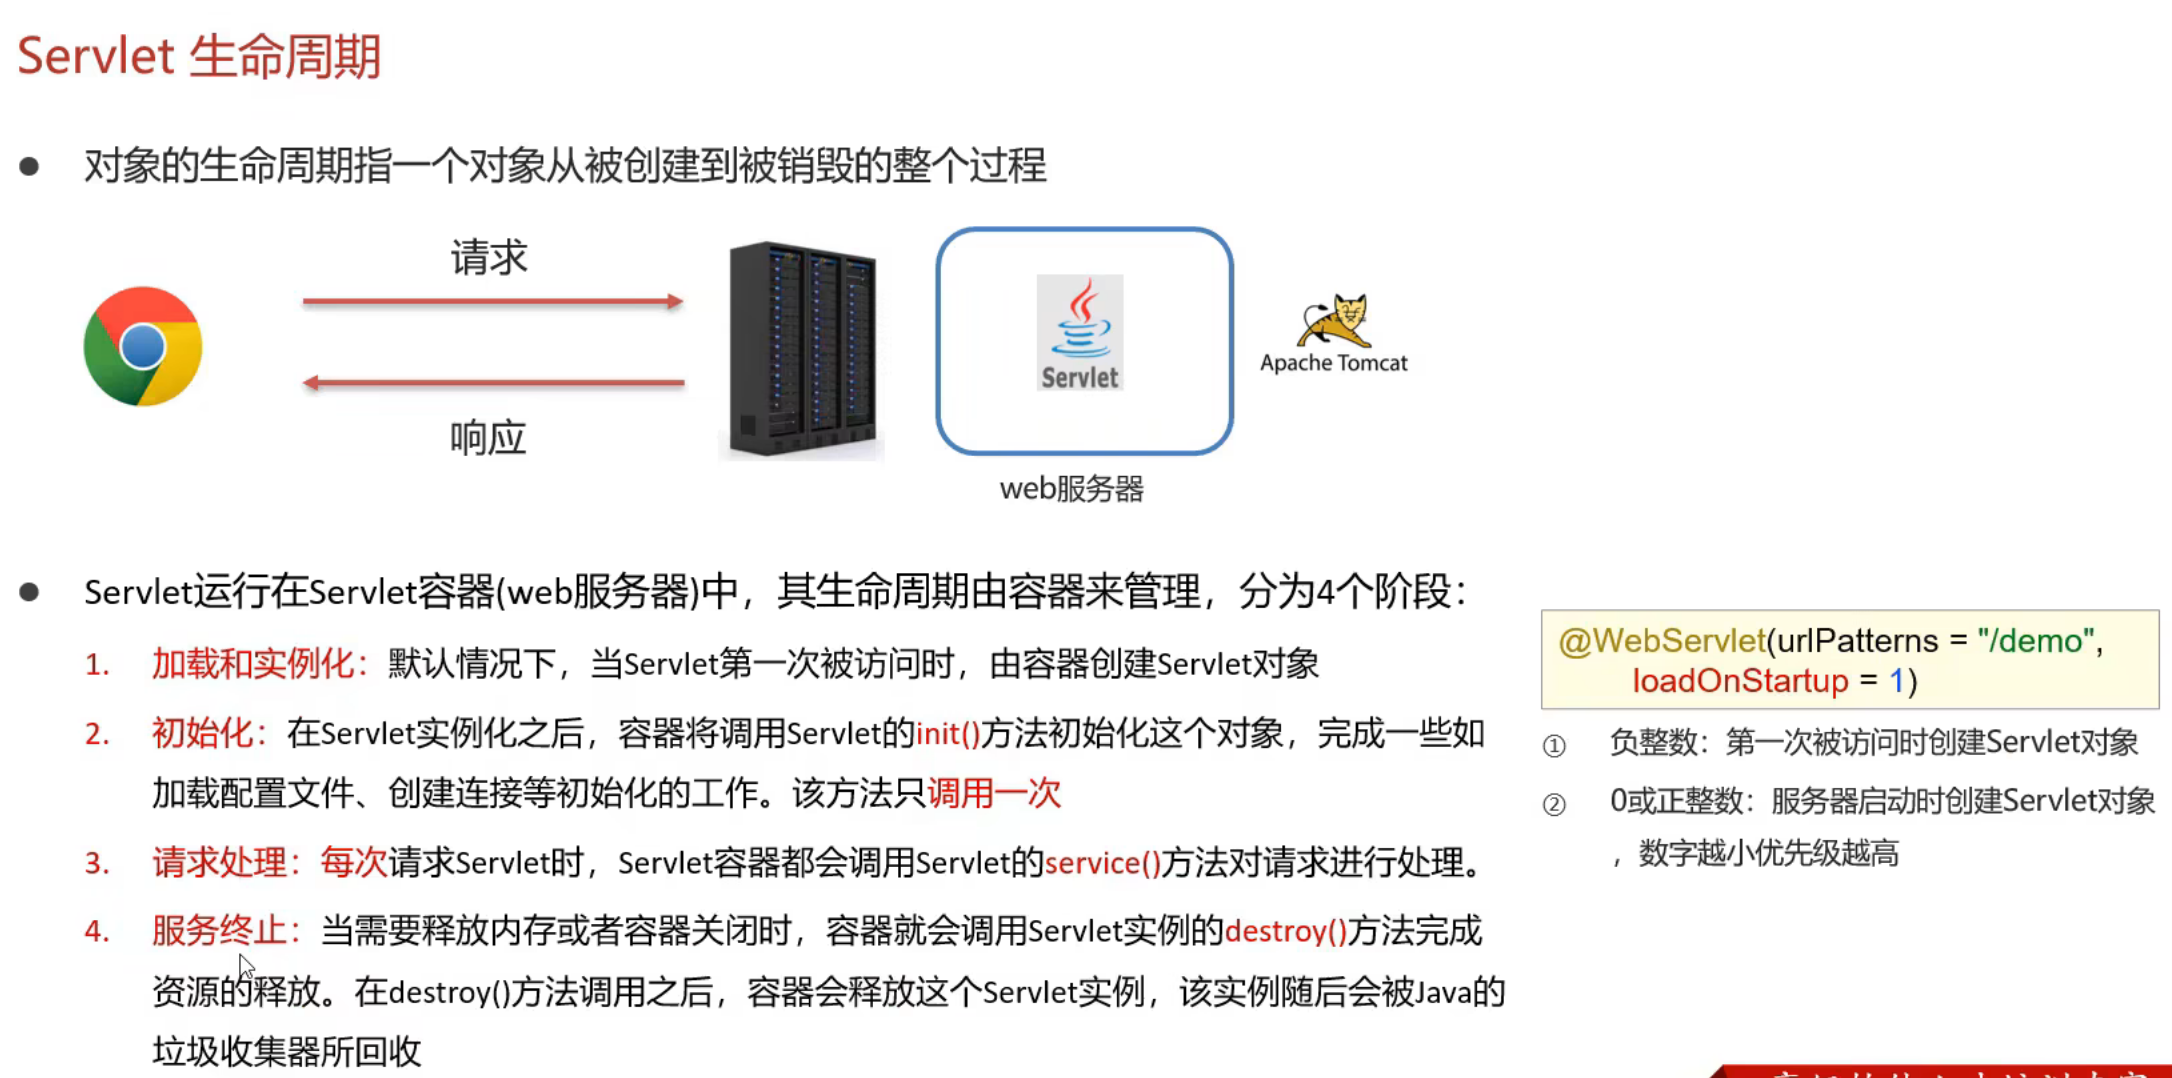 Servlet 生命周期
● 对象的生命周期指一个对象从被创建到被销毁的整个过程
请求
响应
Servlet
Apache Tomcat
web服务器
● Servlet运行在Servlet容器(web服务器)中，其生命周期由容器来管理，分为4个阶段：
1. 加载和实例化：默认情况下，当Servlet第一次被访问时，由容器创建Servlet对象
2. 初始化：在Servlet实例化之后，容器将调用Servlet的init()方法初始化这个对象，完成一些如
加载配置文件、创建连接等初始化的工作。该方法只调用一次
3. 请求处理：每次请求Servlet时，Servlet容器都会调用Servlet的service()方法对请求进行处理。
4. 服务终止：当需要释放内存或者容器关闭时，容器就会调用Servlet实例的destroy()方法完成
资源的释放。在destroy()方法调用之后，容器会释放这个Servlet实例，该实例随后会被Java的
垃圾收集器所回收
@WebServlet(urlPatterns = "/demo",
loadOnStartup = 1)
① 负整数：第一次被访问时创建Servlet对象
② 0或正整数：服务器启动时创建Servlet对象
，数字越小优先级越高